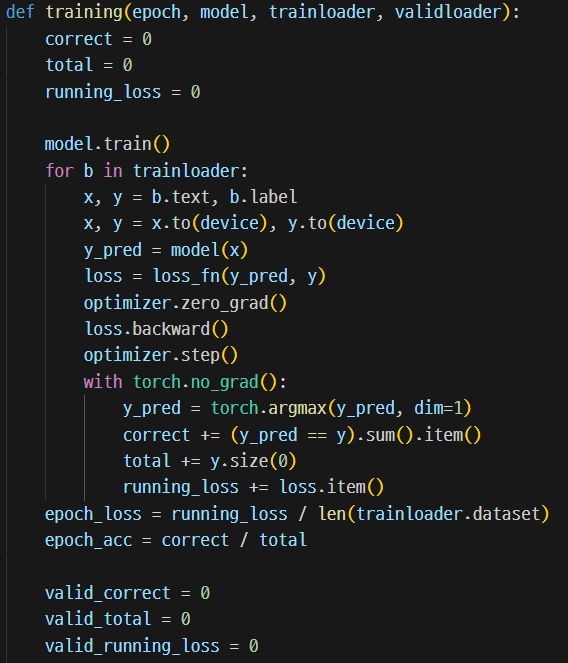 def training(epoch, model, trainloader, validloader):
    correct = 0
    total = 0
    running_loss = 0

    model.train()
    for b in trainloader:
        x, y = b.text, b.label
        x, y = x.to(device), y.to(device)
        y_pred = model(x)
        loss = loss_fn(y_pred, y)
        optimizer.zero_grad()
        loss.backward()
        optimizer.step()
        with torch.no_grad():
            y_pred = torch.argmax(y_pred, dim=1)
            correct += (y_pred == y).sum().item()
            total += y.size(0)
            running_loss += loss.item()
    epoch_loss = running_loss / len(trainloader.dataset)
    epoch_acc = correct / total

    valid_correct = 0
    valid_total = 0
    valid_running_loss = 0